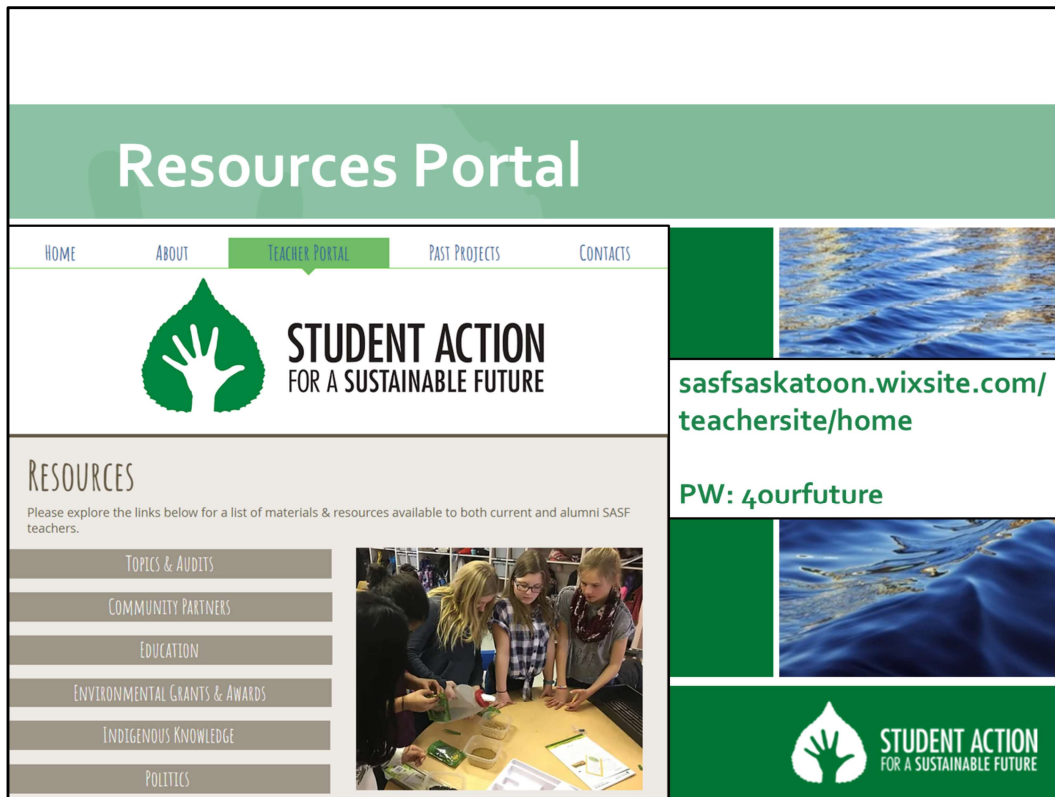 Resources Portal
Home About Teacher Portal Past Projects Contacts
STUDENT ACTION
FOR A SUSTAINABLE FUTURE
Resources
Please explore the links below for a list of materials & resources available to both current and alumni SASF
teachers.
Topics & Audits
Community Partners
Education
Environmental Grants & Awards
Indigenous Knowledge
Politics
sasfsaskatoon.wixsite.com/
teachersite/home
PW: 4ourfuture
STUDENT ACTION
FOR A SUSTAINABLE FUTURE